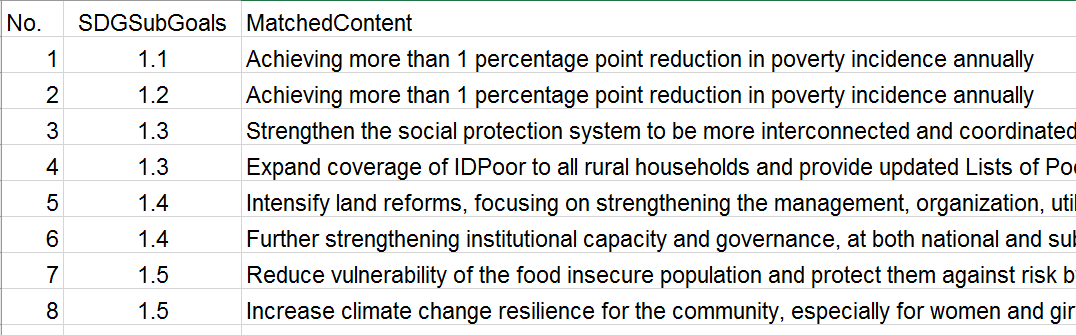 No. SDGSubGoals MatchedContent
1 1.1 Achieving more than 1 percentage point reduction in poverty incidence annually
2 1.2 Achieving more than 1 percentage point reduction in poverty incidence annually
3 1.3 Strengthen the social protection system to be more interconnected and coordinated
4 1.3 Expand coverage of IDPoor to all rural households and provide updated Lists of
5 1.4 Intensify land reforms, focusing on strengthening the management, organization,
6 1.4 Further strengthening institutional capacity and governance, at both national and
7 1.5 Reduce vulnerability of the food insecure population and protect them against risk
8 1.5 Increase climate change resilience for the community, especially for women and